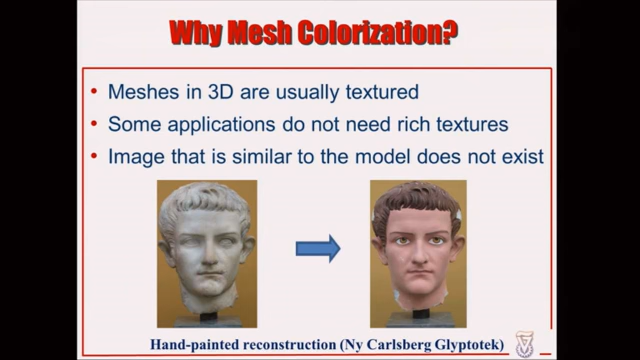 Why Mesh Colorization?
• Meshes in 3D are usually textured
• Some applications do not need rich textures
• Image that is similar to the model does not exist
Hand-painted reconstruction (Ny Carlsberg Glyptotek)